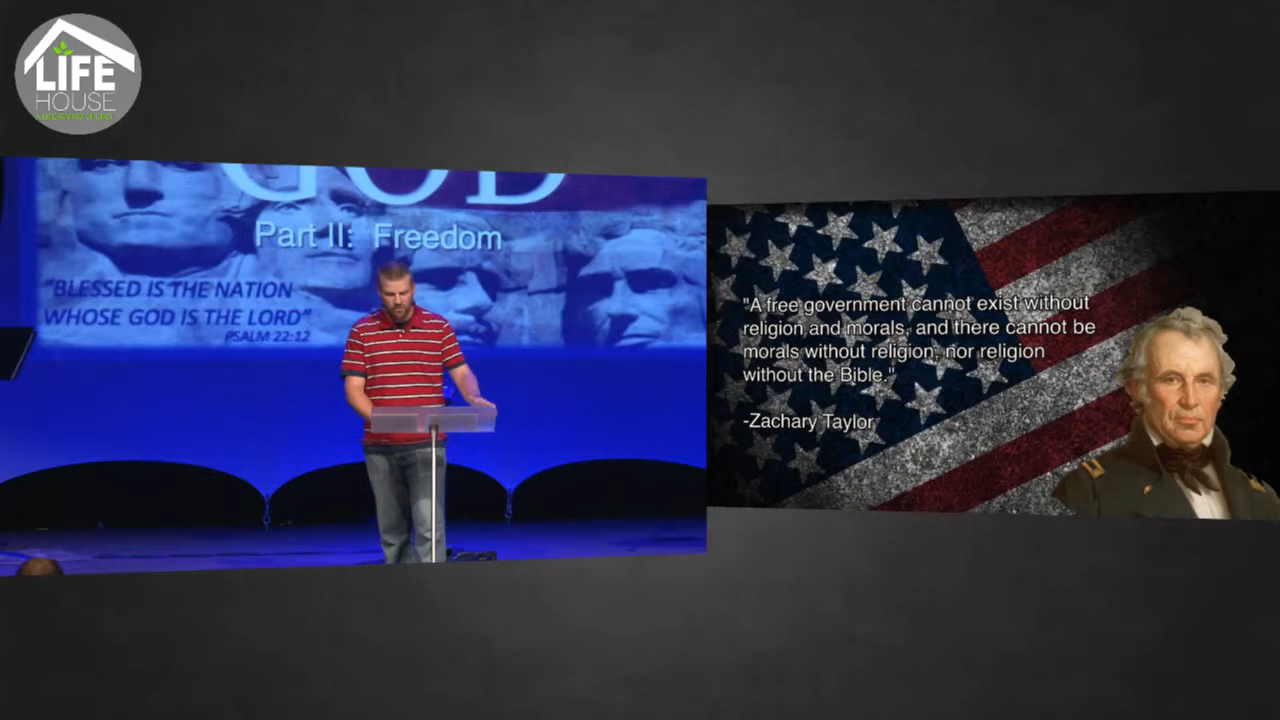 LIFE
HOUSE
GOD
Part II: Freedom
"BLESSED IS THE NATION
WHOSE GOD IS THE LORD"
PSALM 22:12
"A free government cannot exist without
religion and morals, and there cannot be
morals without religion, nor religion
without the Bible."
-Zachary Taylor